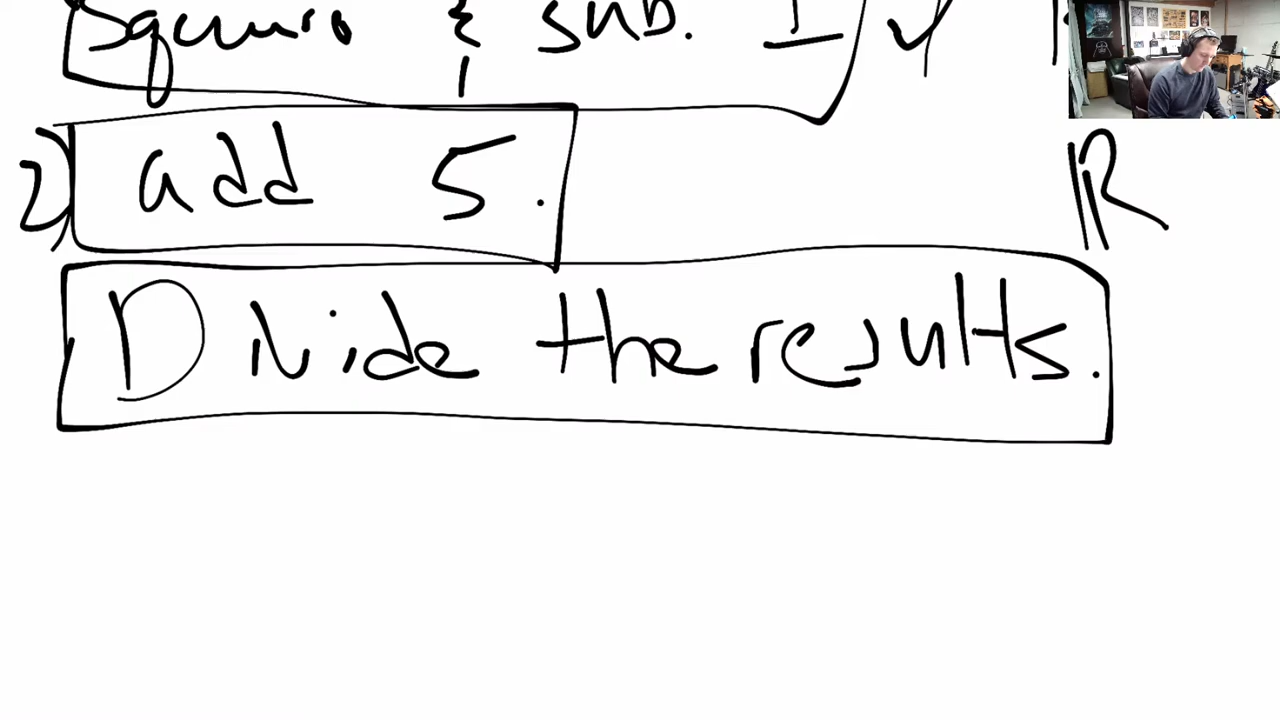 Square & sub. 1
2) add 5. ℝ
Divide the results.